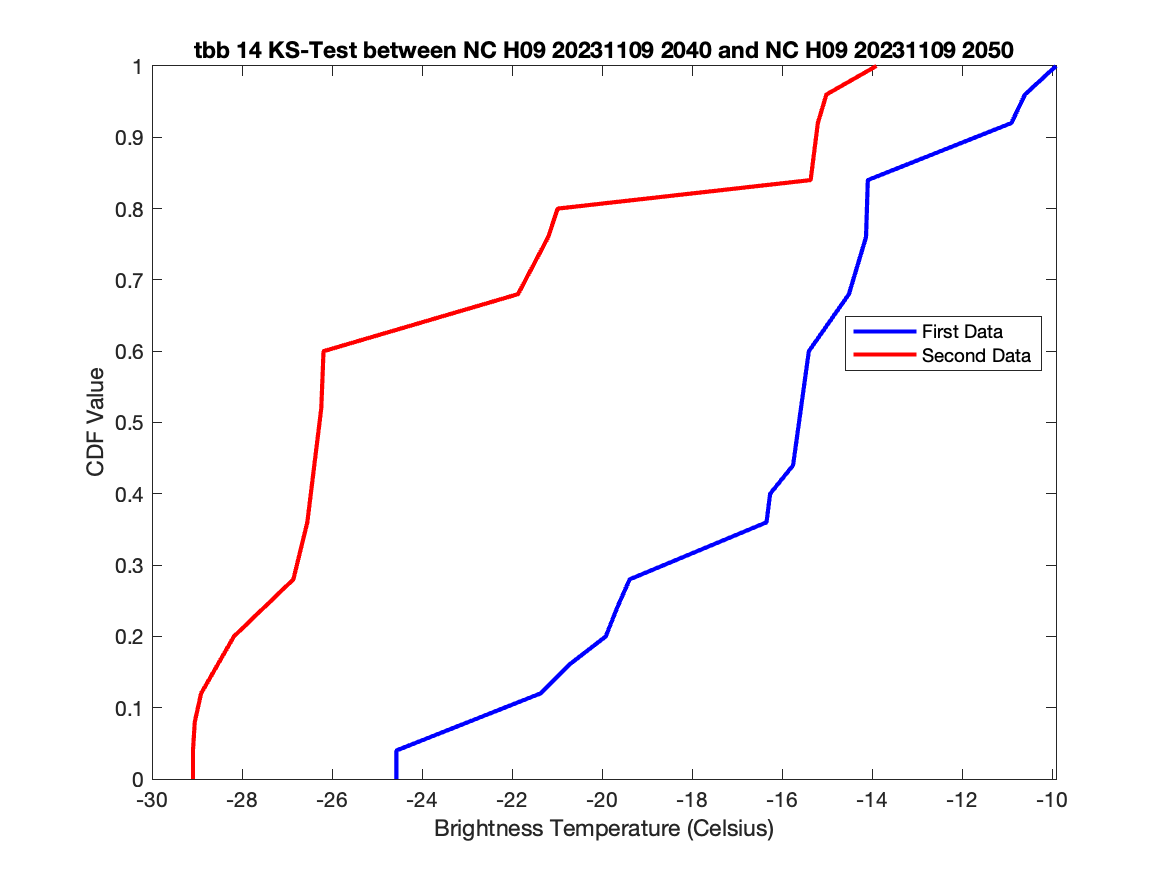 tbb 14 KS-Test between NC H09 20231109 2040 and NC H09 20231109 2050
1
0.9
0.8
0.7
0.6
0.5
0.4
0.3
0.2
0.1
0
CDF Value
First Data
Second Data
-30 -28 -26 -24 -22 -20 -18 -16 -14 -12 -10
Brightness Temperature (Celsius)